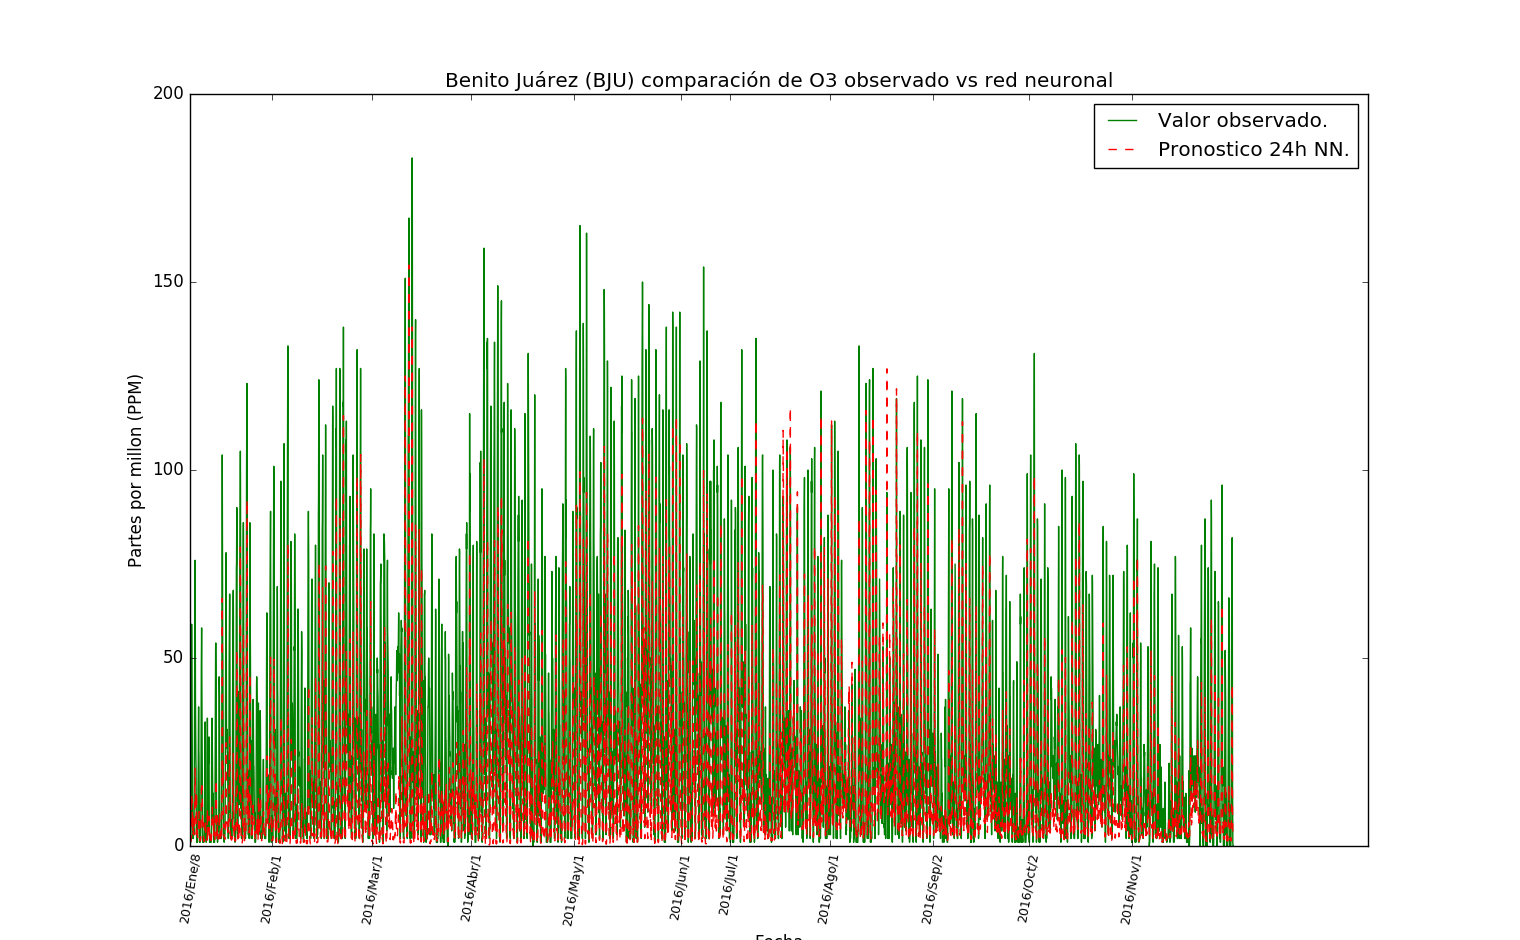 Benito Juárez (BJU) comparación de O3 observado vs red neuronal
200
150
100
50
0
Partes por millon (PPM)
Valor observado.
Pronostico 24h NN.
2016/Ene/8
2016/Feb/1
2016/Mar/1
2016/Abr/1
2016/May/1
2016/Jun/1
2016/Jul/1
2016/Ago/1
2016/Sep/2
2016/Oct/2
2016/Nov/1
Fecha